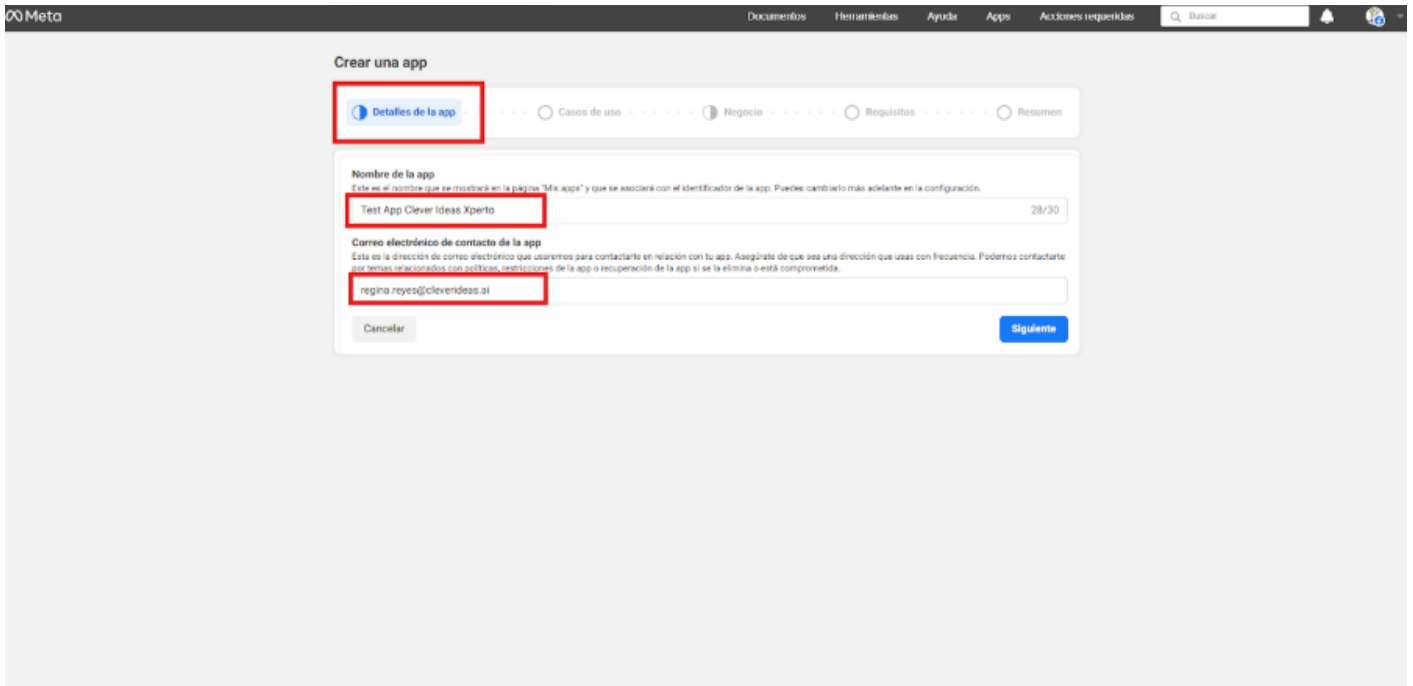 Meta
Documentos Herramientas Ayuda Apps Acciones requeridas Buscar
Crear una app
Detalles de la app Casos de uso Negocio Requisitos Resumen
Nombre de la app
Este es el nombre que se mostrará en la página "Mis apps" y que se asociará con el identificador de la app. Puedes cambiarlo más adelante en la configuración.
Test App Clever Ideas Xperto 28/30
Correo electrónico de contacto de la app
Esta es la dirección de correo electrónico que usaremos para contactarte en relación con tu app. Asegúrate de que sea una dirección que usas con frecuencia. Podemos contactarte
por temas relacionados con políticas, restricciones de la app o recuperación de la app si se la elimina o está comprometida.
regina.reyes@cleverideas.ai
Cancelar Siguiente